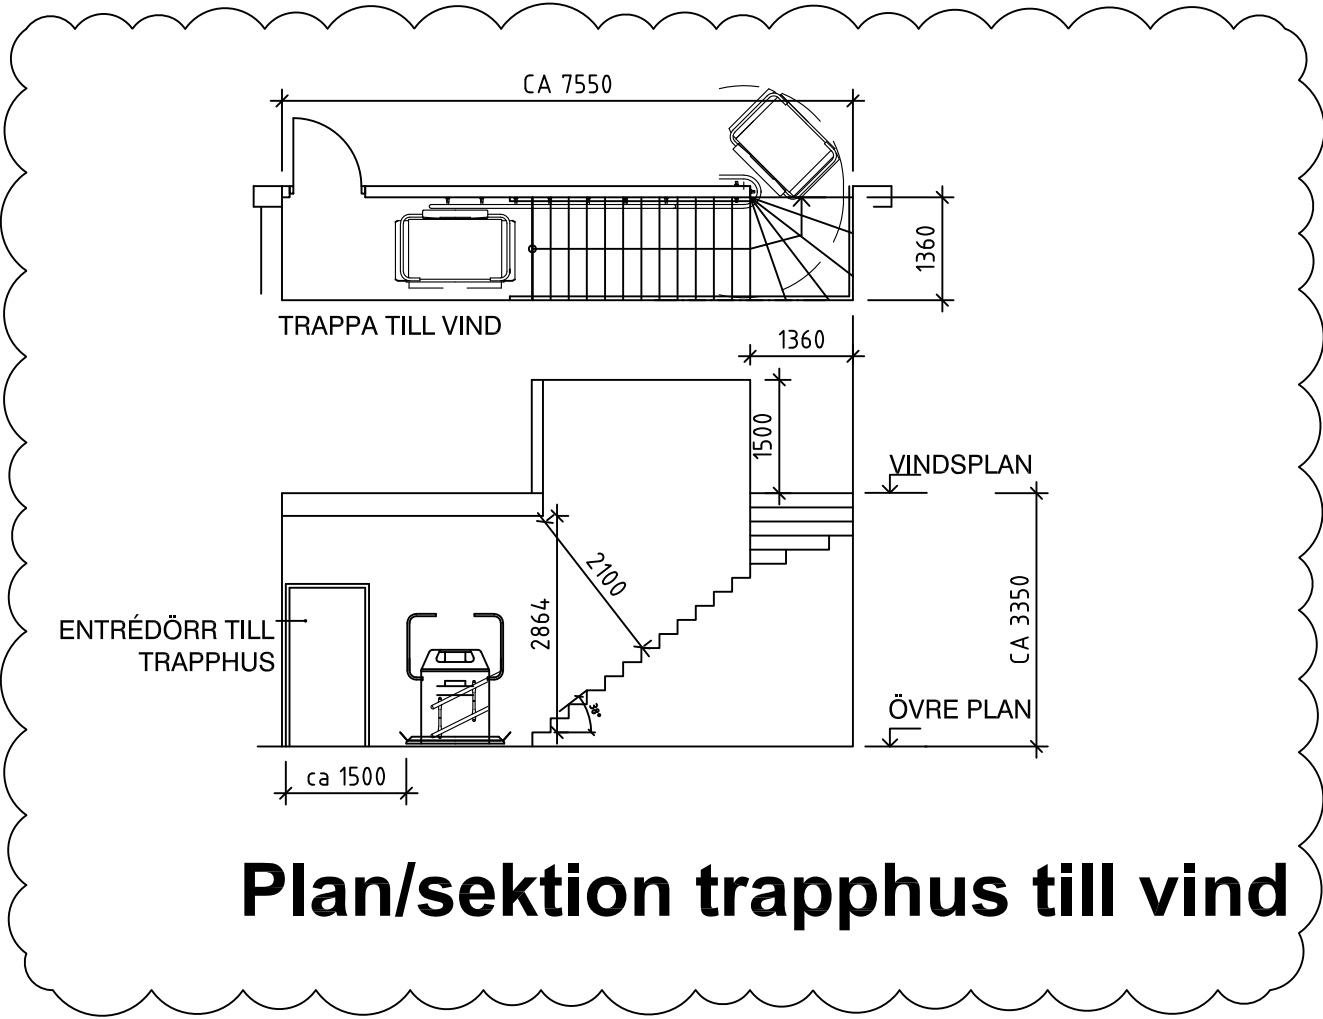 CA 7550
1360
TRAPPA TILL VIND
1360
1500
VINDSPLAN
2100
2864
CA 3350
ENTRÉDÖRR TILL
TRAPPHUS
38°
ÖVRE PLAN
ca 1500
Plan/sektion trapphus till vind